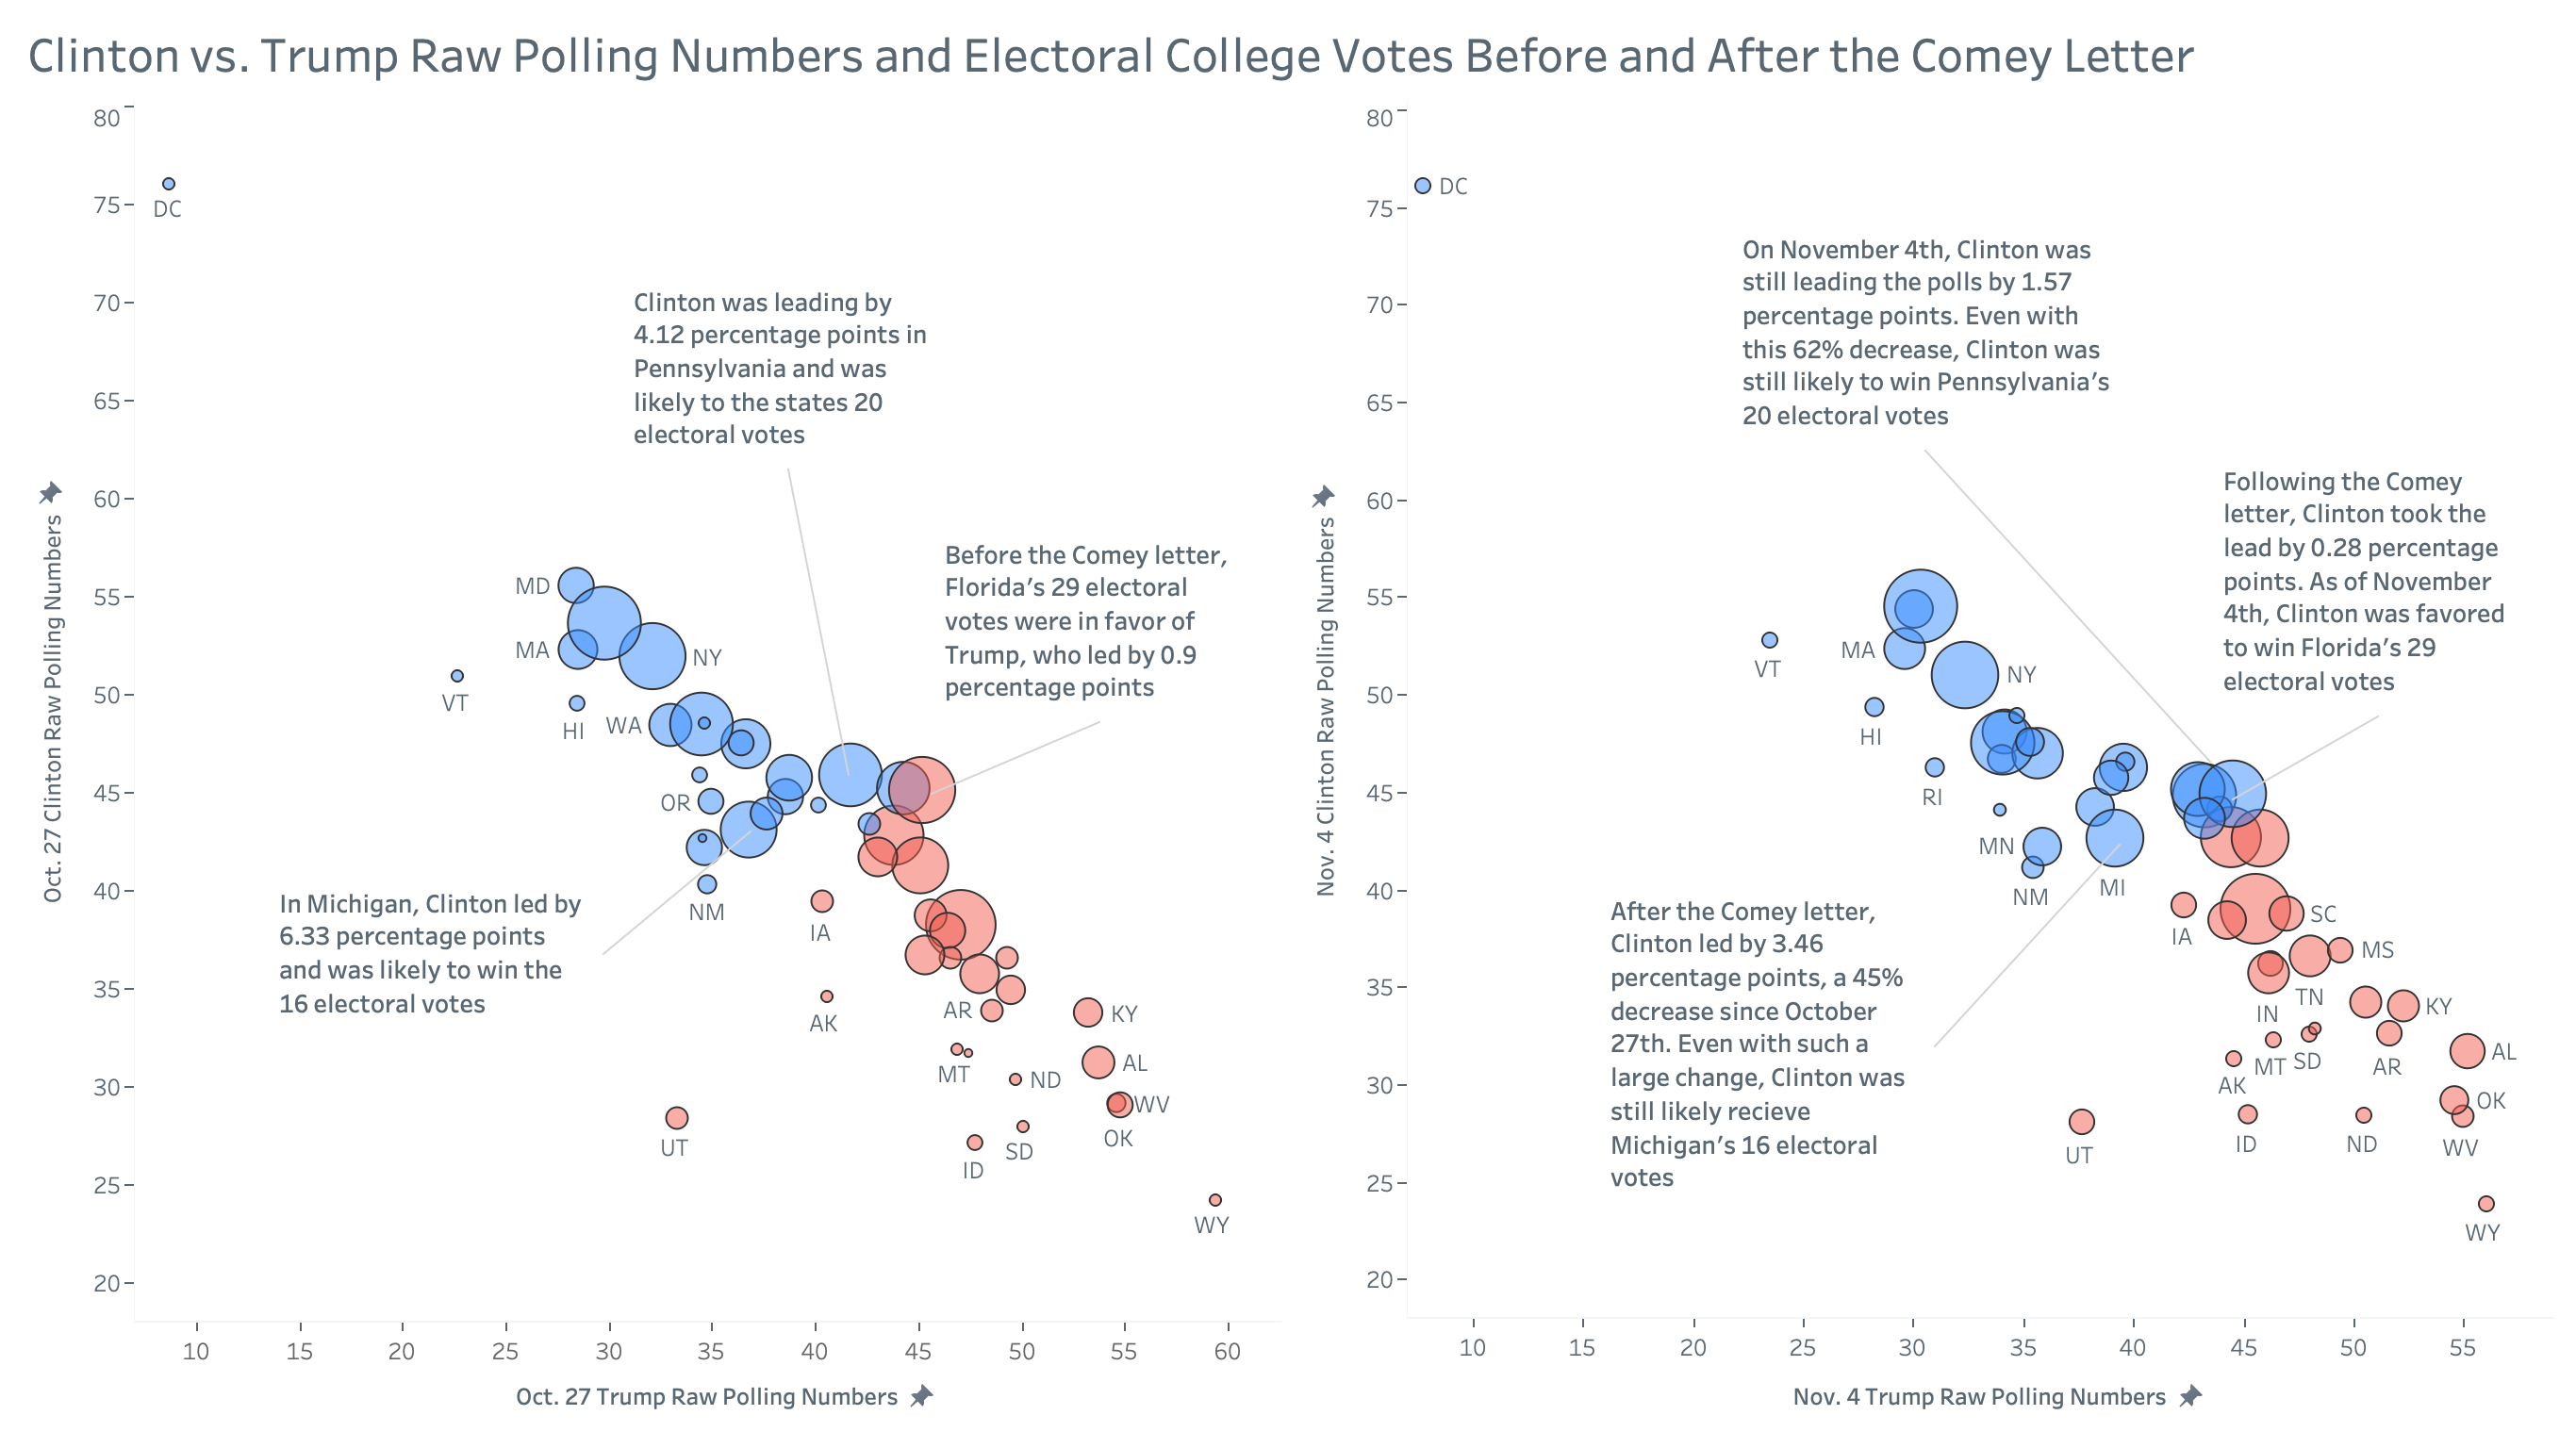 Clinton vs. Trump Raw Polling Numbers and Electoral College Votes Before and After the Comey Letter
Oct. 27 Clinton Raw Polling Numbers
80
75
70
65
60
55
50
45
40
35
30
25
20
DC
Clinton was leading by
4.12 percentage points in
Pennsylvania and was
likely to the states 20
electoral votes
Before the Comey letter,
Florida’s 29 electoral
votes were in favor of
Trump, who led by 0.9
percentage points
MD
MA
NY
VT
HI
WA
OR
NM
In Michigan, Clinton led by
6.33 percentage points
and was likely to win the
16 electoral votes
IA
AK
AR
KY
MT
AL
ND
WV
OK
UT
SD
ID
WY
10
15
20
25
30
35
40
45
50
55
60
Oct. 27 Trump Raw Polling Numbers
Nov. 4 Clinton Raw Polling Numbers
80
75
70
65
60
55
50
45
40
35
30
25
20
DC
On November 4th, Clinton was
still leading the polls by 1.57
percentage points. Even with
this 62% decrease, Clinton was
still likely to win Pennsylvania’s
20 electoral votes
Following the Comey
letter, Clinton took the
lead by 0.28 percentage
points. As of November
4th, Clinton was favored
to win Florida’s 29
electoral votes
VT
MA
NY
HI
RI
MN
NM
MI
After the Comey letter,
Clinton led by 3.46
percentage points, a 45%
decrease since October
27th. Even with such a
large change, Clinton was
still likely recieve
Michigan’s 16 electoral
votes
IA
SC
MS
TN
IN
KY
MT
SD
AR
AL
AK
OK
ID
ND
WV
UT
WY
10
15
20
25
30
35
40
45
50
55
Nov. 4 Trump Raw Polling Numbers